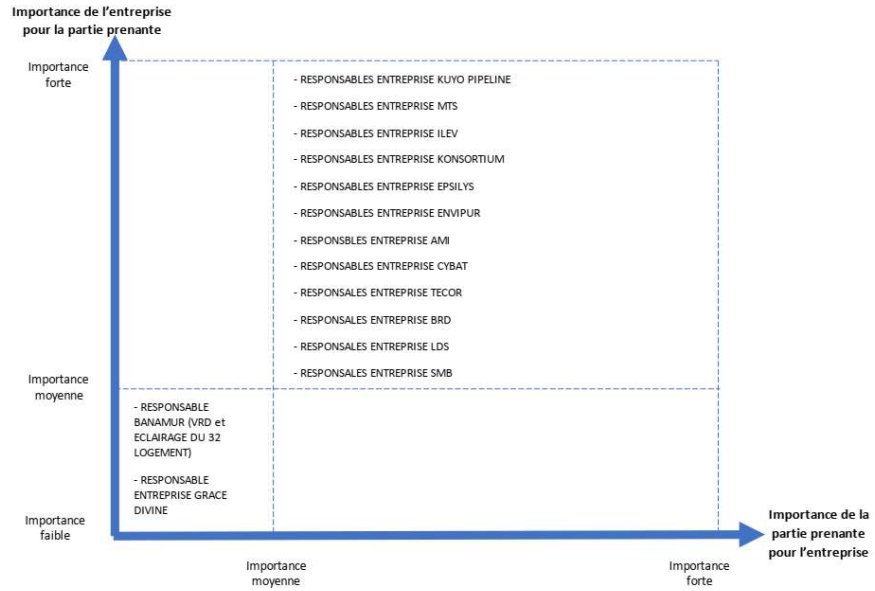 Importance de l’entreprise
pour la partie prenante
Importance
forte
- RESPONSABLES ENTREPRISE KUYO PIPELINE
- RESPONSABLES ENTREPRISE MTS
- RESPONSABLES ENTREPRISE ILEV
- RESPONSABLES ENTREPRISE KONSORTIUM
- RESPONSABLES ENTREPRISE EPSILYS
- RESPONSABLES ENTREPRISE ENVIPUR
- RESPONSBLES ENTREPRISE AMI
- RESPONSABLES ENTREPRISE CYBAT
- RESPONSALES ENTREPRISE TECOR
- RESPONSALES ENTREPRISE BRD
- RESPONSALES ENTREPRISE LDS
- RESPONSALES ENTREPRISE SMB
Importance
moyenne
- RESPONSABLE
BANAMUR (VRD et
ECLAIRAGE DU 32
LOGEMENT)
- RESPONSABLE
ENTREPRISE GRACE
DIVINE
Importance
faible
Importance de la
partie prenante
pour l’entreprise
Importance
moyenne
Importance
forte